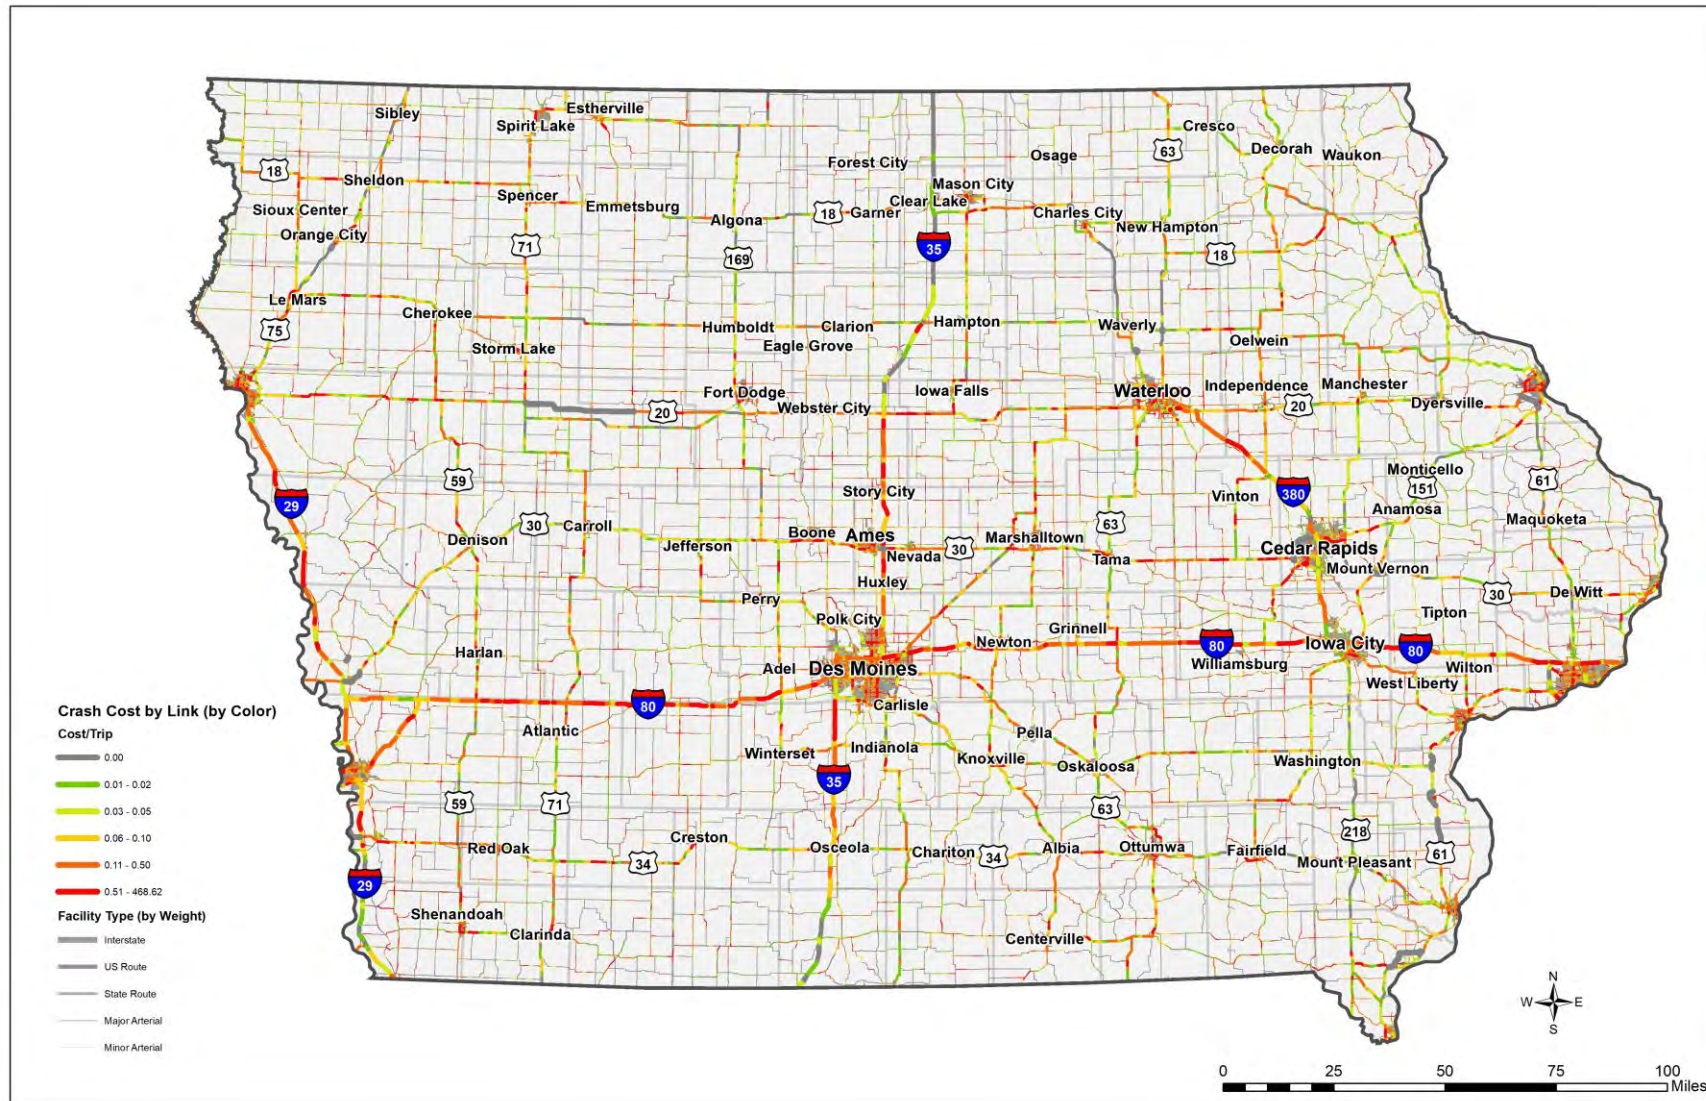 Sibley
Estherville
Spirit Lake
Cresco
Decorah
Waukon
Osage
63
Forest City
18
Sheldon
Mason City
Spencer
Clear Lake
Emmetsburg
Sioux Center
Algona
18
Garner
Charles City
New Hampton
Orange City
71
35
169
18
Le Mars
Cherokee
75
Humboldt
Clarion
Hampton
Waverly
Eagle Grove
Oelwein
Storm Lake
Fort Dodge
Iowa Falls
Waterloo
Independence
Manchester
20
Webster City
20
Dyersville
Monticello
59
61
29
Story City
Vinton
380
151
Anamosa
30
Carroll
63
Maquoketa
Denison
Boone
Ames
Marshalltown
Jefferson
Nevada
30
Cedar Rapids
Tama
Mount Vernon
Huxley
30
De Witt
Perry
Polk City
Tipton
Grinnell
Newton
80
Iowa City
80
Harlan
Adel
Des Moines
Williamsburg
Wilton
West Liberty
80
Carlisle
Atlantic
Pella
Winterset
Indianola
Knoxville
Oskaloosa
Washington
35
59
71
63
218
Creston
Red Oak
34
Osceola
Chariton
34
Albia
Ottumwa
Fairfield
Mount Pleasant
61
29
Shenandoah
Clarinda
Centerville
Crash Cost by Link (by Color)
Cost/Trip
0.00
0.01 - 0.02
0.03 - 0.05
0.06 - 0.10
0.11 - 0.50
0.51 - 468.62
Facility Type (by Weight)
Interstate
US Route
State Route
Major Arterial
Minor Arterial
N
W E
S
0 25 50 75 100
Miles